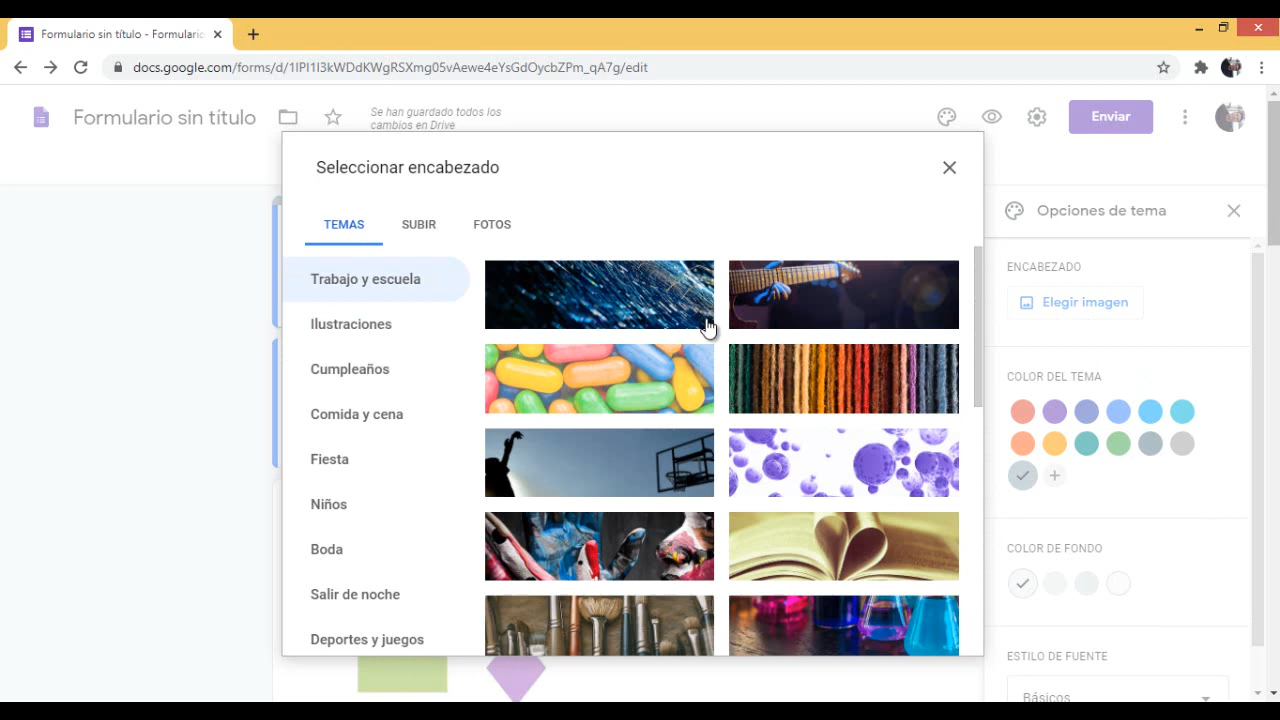 Formulario sin título - Formulario
docs.google.com/forms/d/1IPI1I3kWDdKWgRSXmg05vAewe4eYsGdOycbZPm_qA7g/edit
Formulario sin título
Se han guardado todos los
cambios en Drive
Enviar
Seleccionar encabezado
TEMAS SUBIR FOTOS
Trabajo y escuela
Ilustraciones
Cumpleaños
Comida y cena
Fiesta
Niños
Boda
Salir de noche
Deportes y juegos
Opciones de tema
ENCABEZADO
Elegir imagen
COLOR DEL TEMA
COLOR DE FONDO
ESTILO DE FUENTE
Básicos